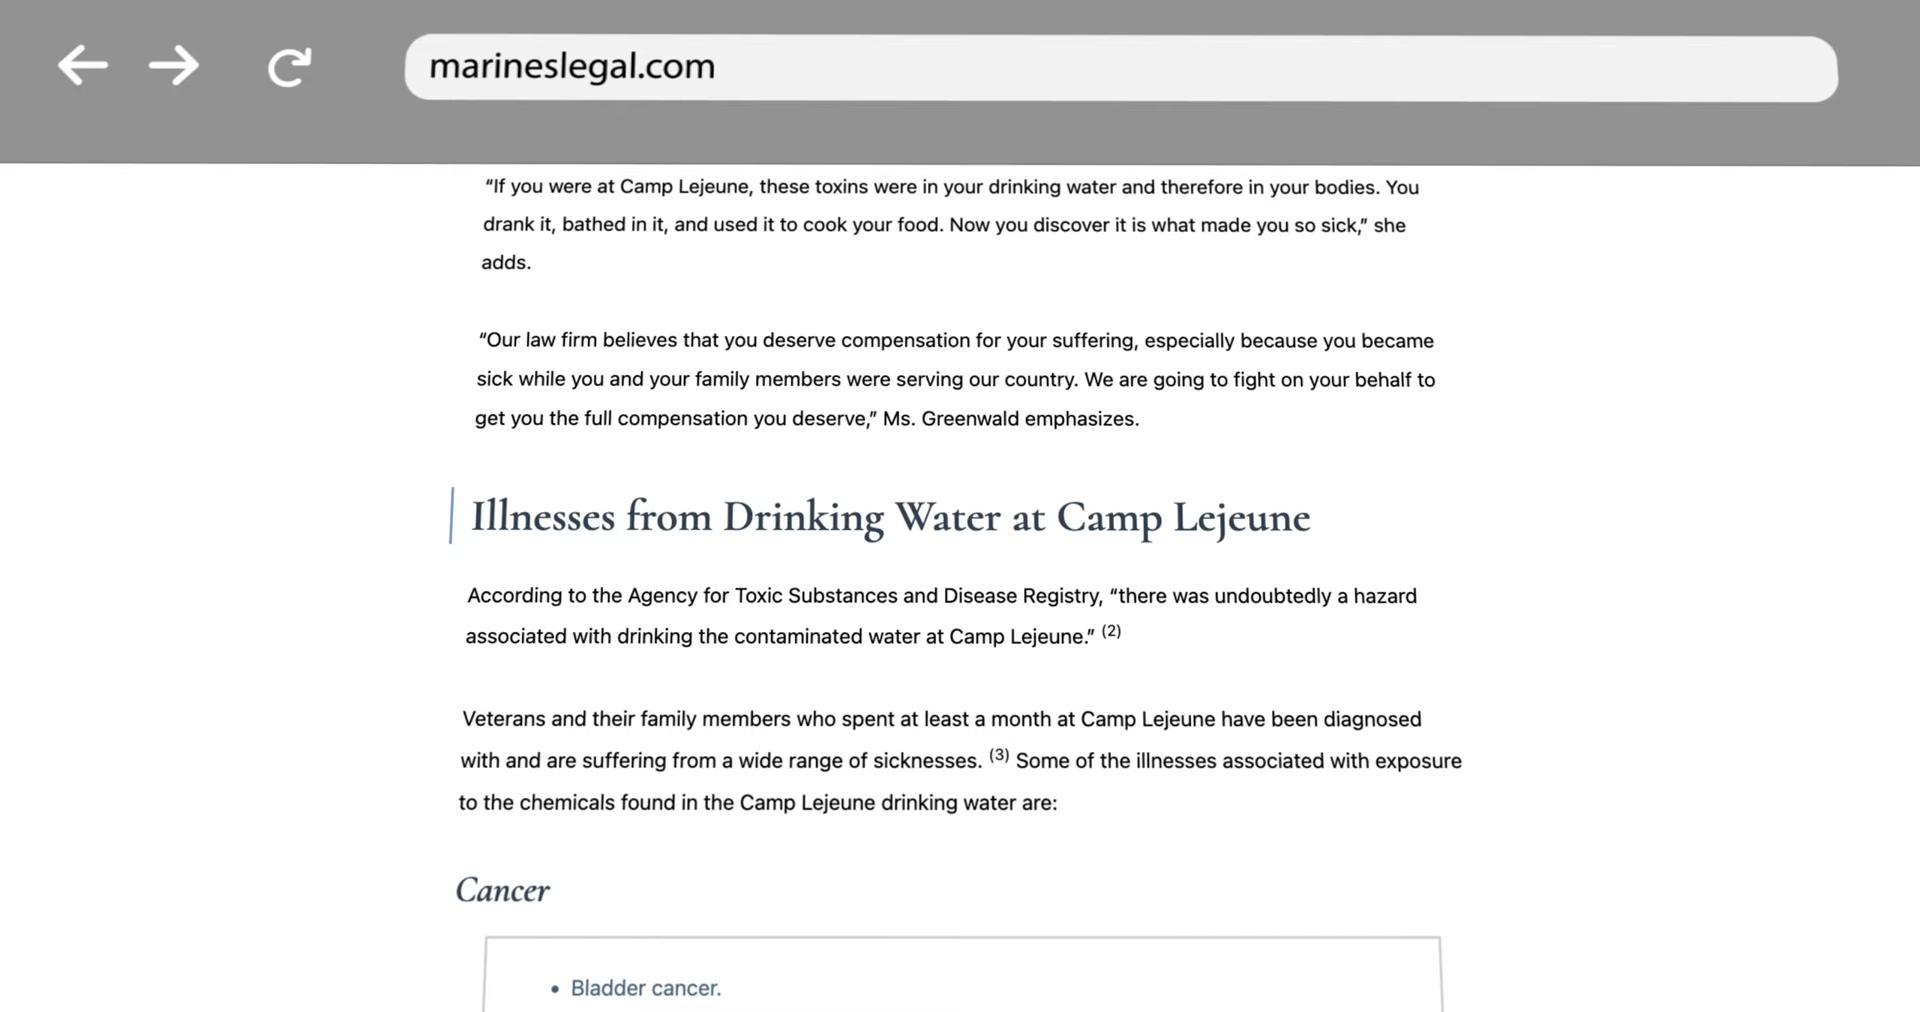 marineslegal.com
“If you were at Camp Lejeune, these toxins were in your drinking water and therefore in your bodies. You
drank it, bathed in it, and used it to cook your food. Now you discover it is what made you so sick,” she
adds.
“Our law firm believes that you deserve compensation for your suffering, especially because you became
sick while you and your family members were serving our country. We are going to fight on your behalf to
get you the full compensation you deserve,” Ms. Greenwald emphasizes.
Illnesses from Drinking Water at Camp Lejeune
According to the Agency for Toxic Substances and Disease Registry, “there was undoubtedly a hazard
associated with drinking the contaminated water at Camp Lejeune.” (2)
Veterans and their family members who spent at least a month at Camp Lejeune have been diagnosed
with and are suffering from a wide range of sicknesses. (3) Some of the illnesses associated with exposure
to the chemicals found in the Camp Lejeune drinking water are:
Cancer
• Bladder cancer.